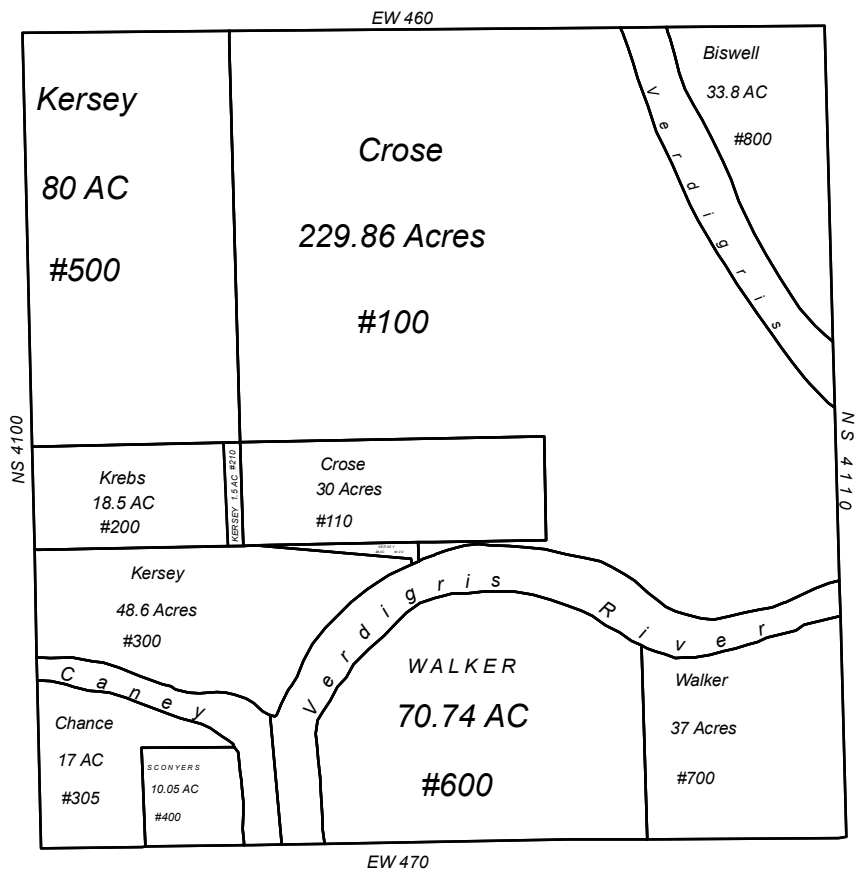 EW 460
Kersey
80 AC
#500
Crose
229.86 Acres
#100
Verdigris
Biswell
33.8 AC
#800
NS 4100
NS 4110
Krebs
18.5 AC
#200
KERSEY 1.5 AC #210
Crose
30 Acres
#110
KERSEY
Kersey
48.6 Acres
#300
Verdigris River
Caney
Chance
17 AC
#305
SCONYERS
10.05 AC
#400
WALKER
70.74 AC
#600
Walker
37 Acres
#700
EW 470